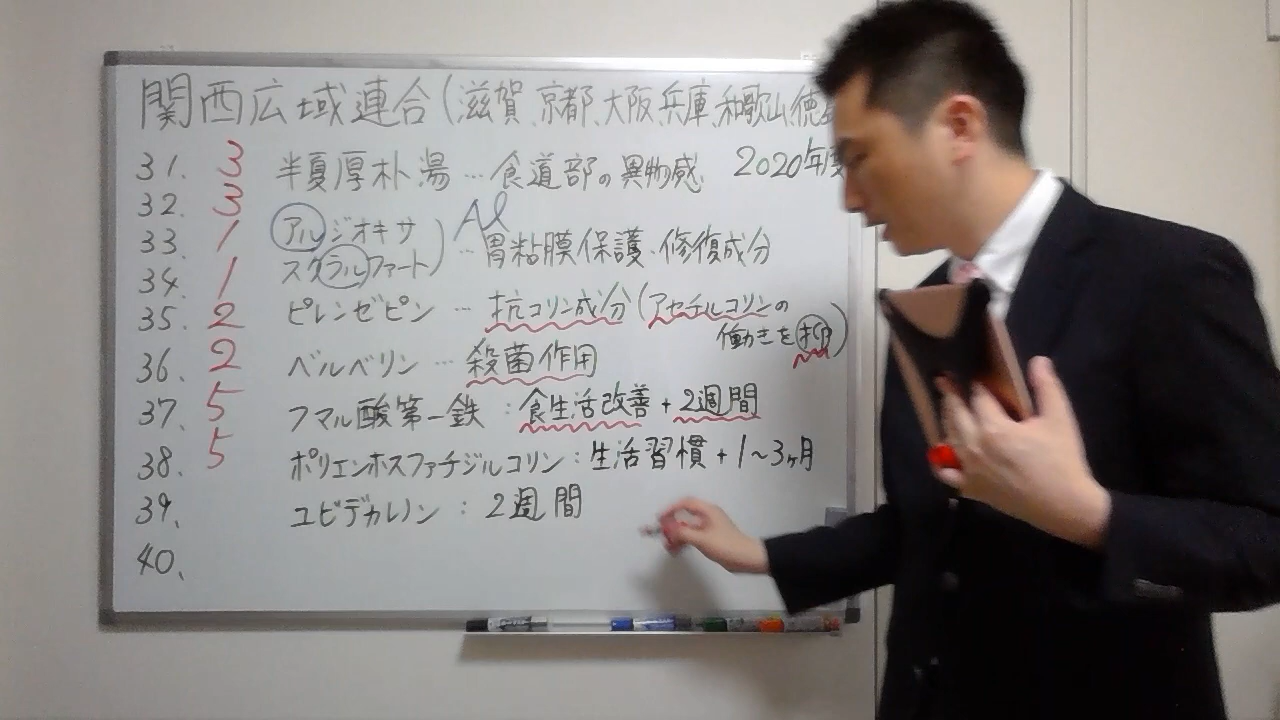 関西広域連合(滋賀、京都、大阪、兵庫、和歌山、徳
2020年度
31. 3 半夏厚朴湯 … 食道部の異物感
32. 3
33. 1 アルジオキサ
34. 1 スクラルファート) Al … 胃粘膜保護・修復成分
35. 2 ピレンゼピン … 抗コリン成分(アセチルコリンの
働きを抑)
36. 2 ベルベリン … 殺菌作用
37. 5 フマル酸第一鉄 : 食生活改善 + 2週間
38. 5 ポリエンホスファチジルコリン : 生活習慣 + 1~3ヶ月
39. ユビデカレノン : 2週間
40.